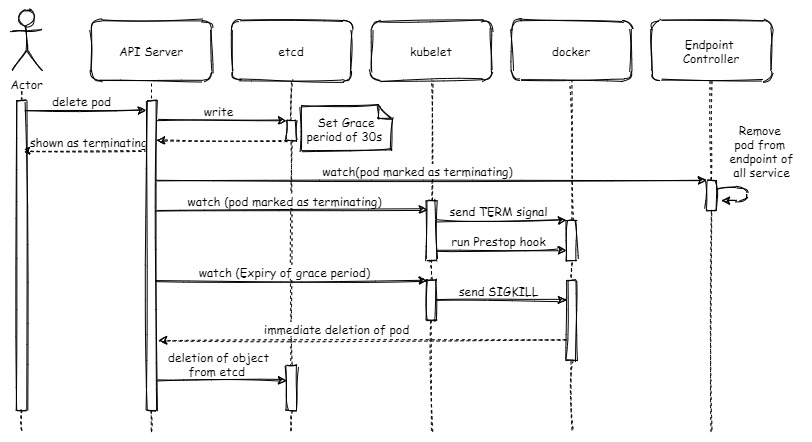 Actor
API Server
etcd
kubelet
docker
Endpoint
Controller
delete pod
write
Set Grace
period of 30s
shown as terminating
Remove
pod from
endpoint of
all service
watch(pod marked as terminating)
watch (pod marked as terminating)
send TERM signal
run Prestop hook
watch (Expiry of grace period)
send SIGKILL
immediate deletion of pod
deletion of object
from etcd